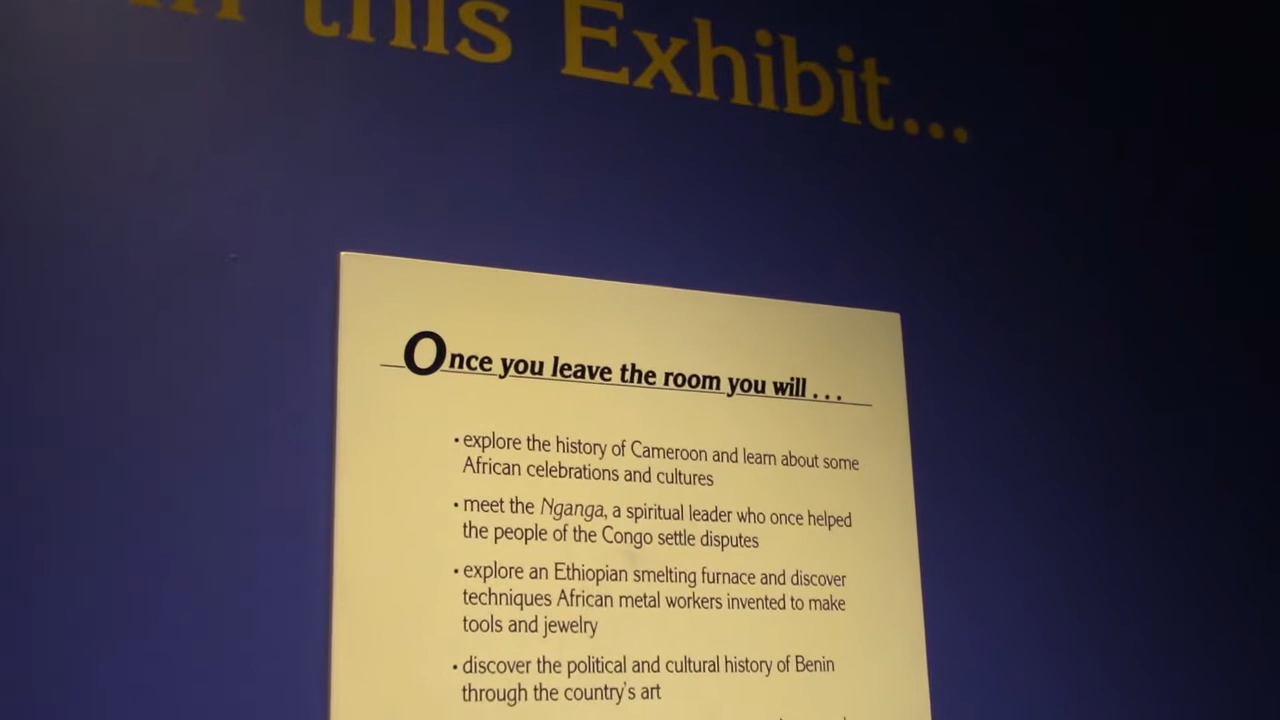 in this Exhibit...
Once you leave the room you will . . .
• explore the history of Cameroon and learn about some
African celebrations and cultures
• meet the Nganga, a spiritual leader who once helped
the people of the Congo settle disputes
• explore an Ethiopian smelting furnace and discover
techniques African metal workers invented to make
tools and jewelry
• discover the political and cultural history of Benin
through the country's art